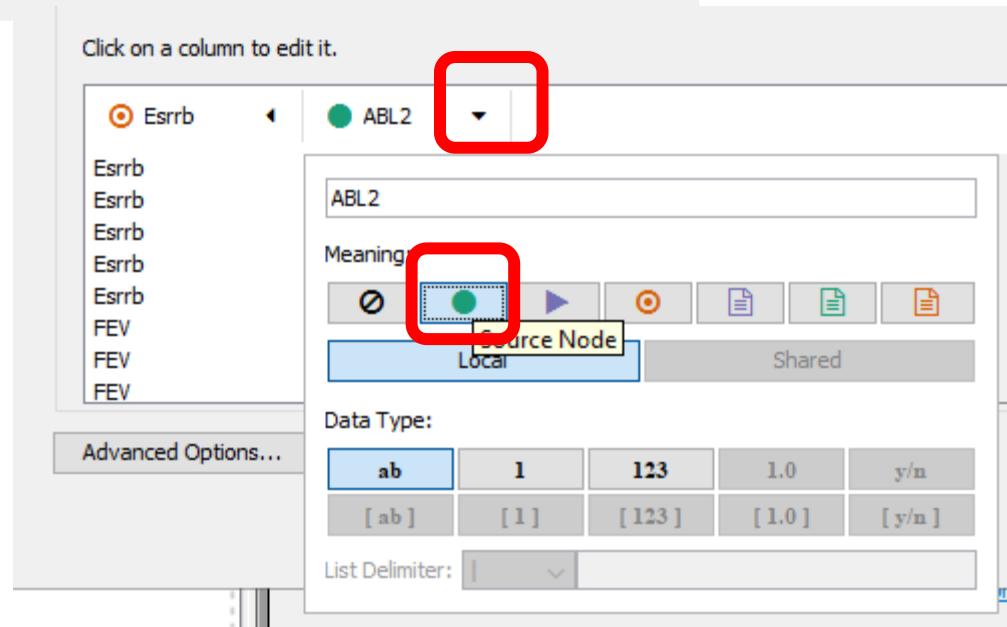 Click on a column to edit it.
Esrrb
ABL2
Esrrb
Esrrb
Esrrb
Esrrb
Esrrb
FEV
FEV
FEV
ABL2
Meaning:
Source Node
Local
Shared
Data Type:
ab
1
123
1.0
y/n
[ ab ]
[ 1 ]
[ 123 ]
[ 1.0 ]
[ y/n ]
List Delimiter:
|
Advanced Options...